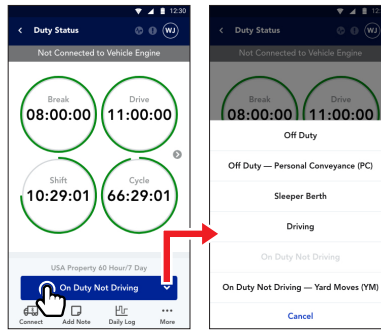 12:30
Duty Status
WJ
Not Connected to Vehicle Engine
Break
08:00:00
Drive
11:00:00
Shift
10:29:01
Cycle
66:29:01
USA Property 60 Hour/7 Day
On Duty Not Driving
Connect
Add Note
Daily Log
More
12:
Duty Status
WJ
Not Connected to Vehicle Engine
Break
08:00:00
Drive
11:00:00
Off Duty
Off Duty — Personal Conveyance (PC)
Sleeper Berth
Driving
On Duty Not Driving
On Duty Not Driving — Yard Moves (YM)
Cancel